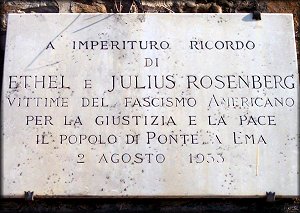 A IMPERITURO RICORDO
DI
ETHEL E JULIUS ROSENBERG
VITTIME DEL FASCISMO AMERICANO
PER LA GIUSTIZIA E LA PACE
IL POPOLO DI PONTE A EMA
2 AGOSTO 1953